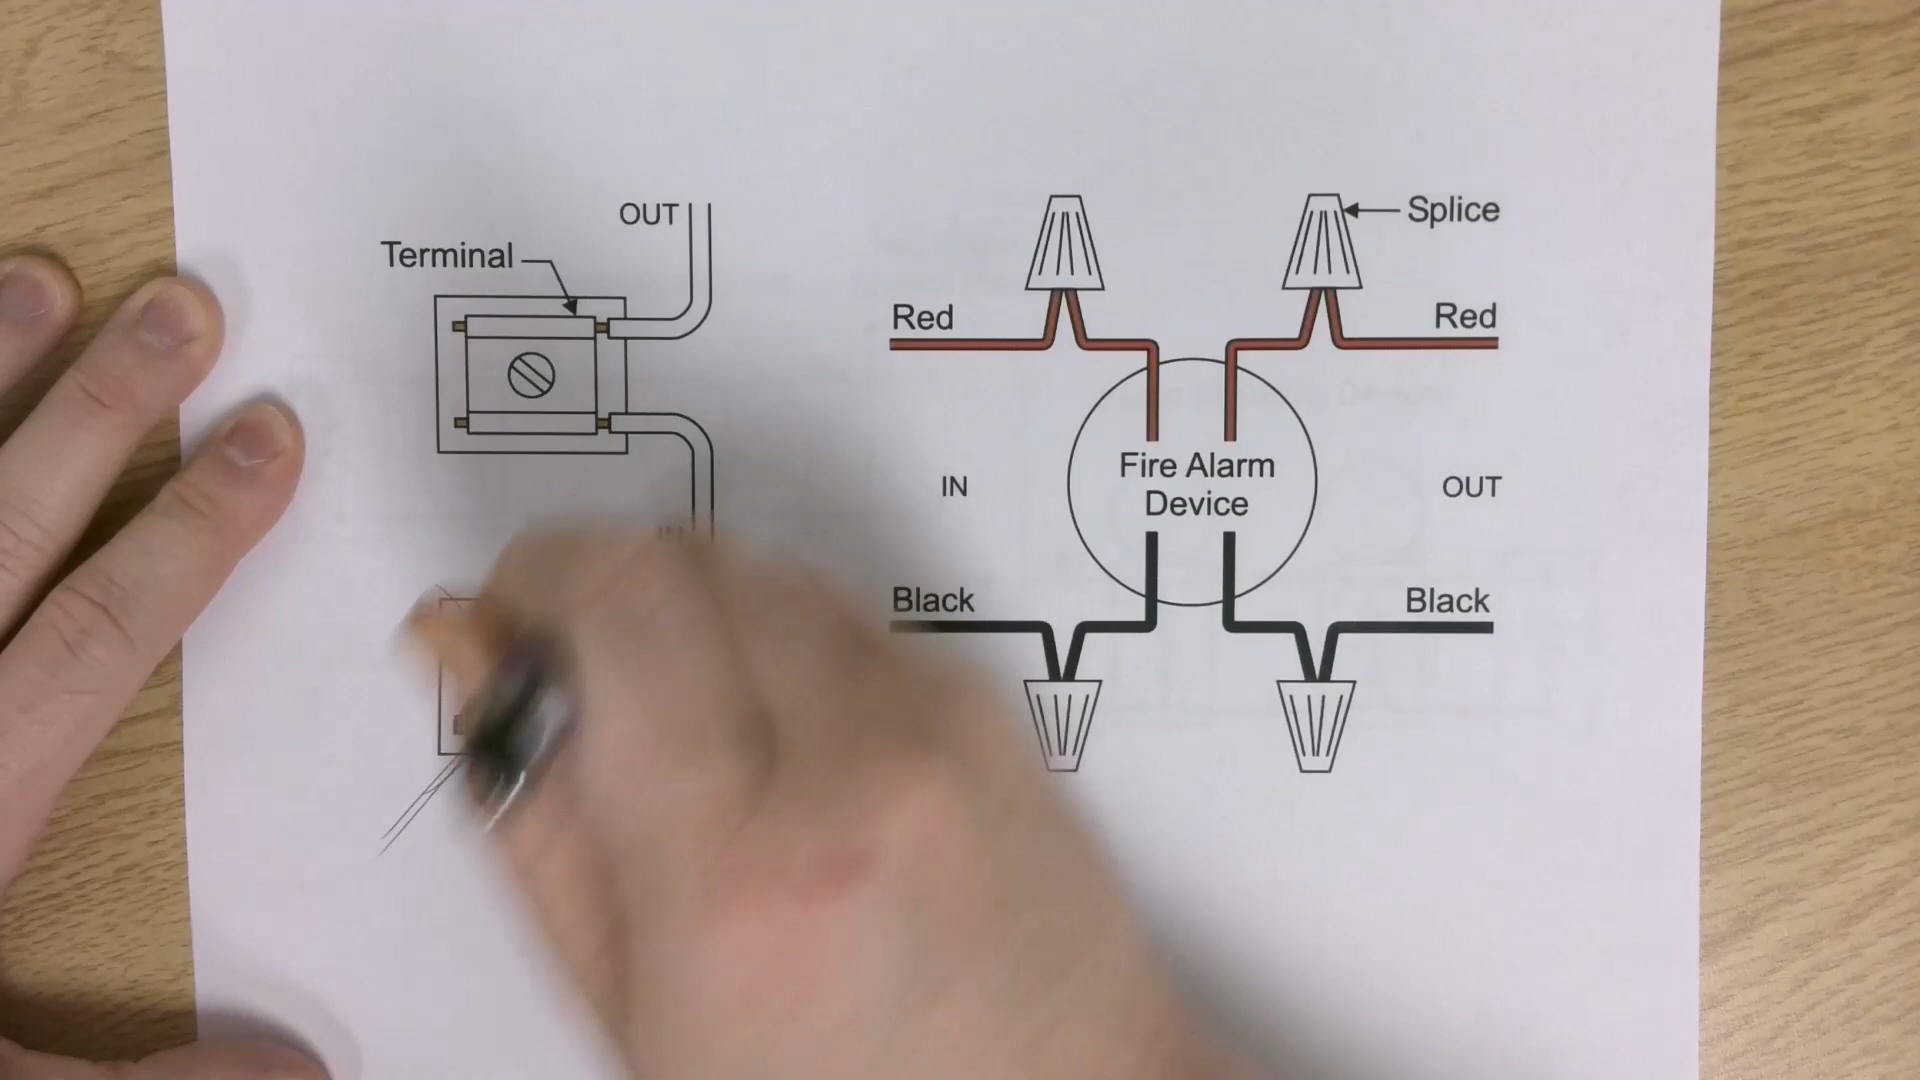 OUT
Terminal
Splice
Red
Red
Fire Alarm
Device
IN
OUT
Black
Black